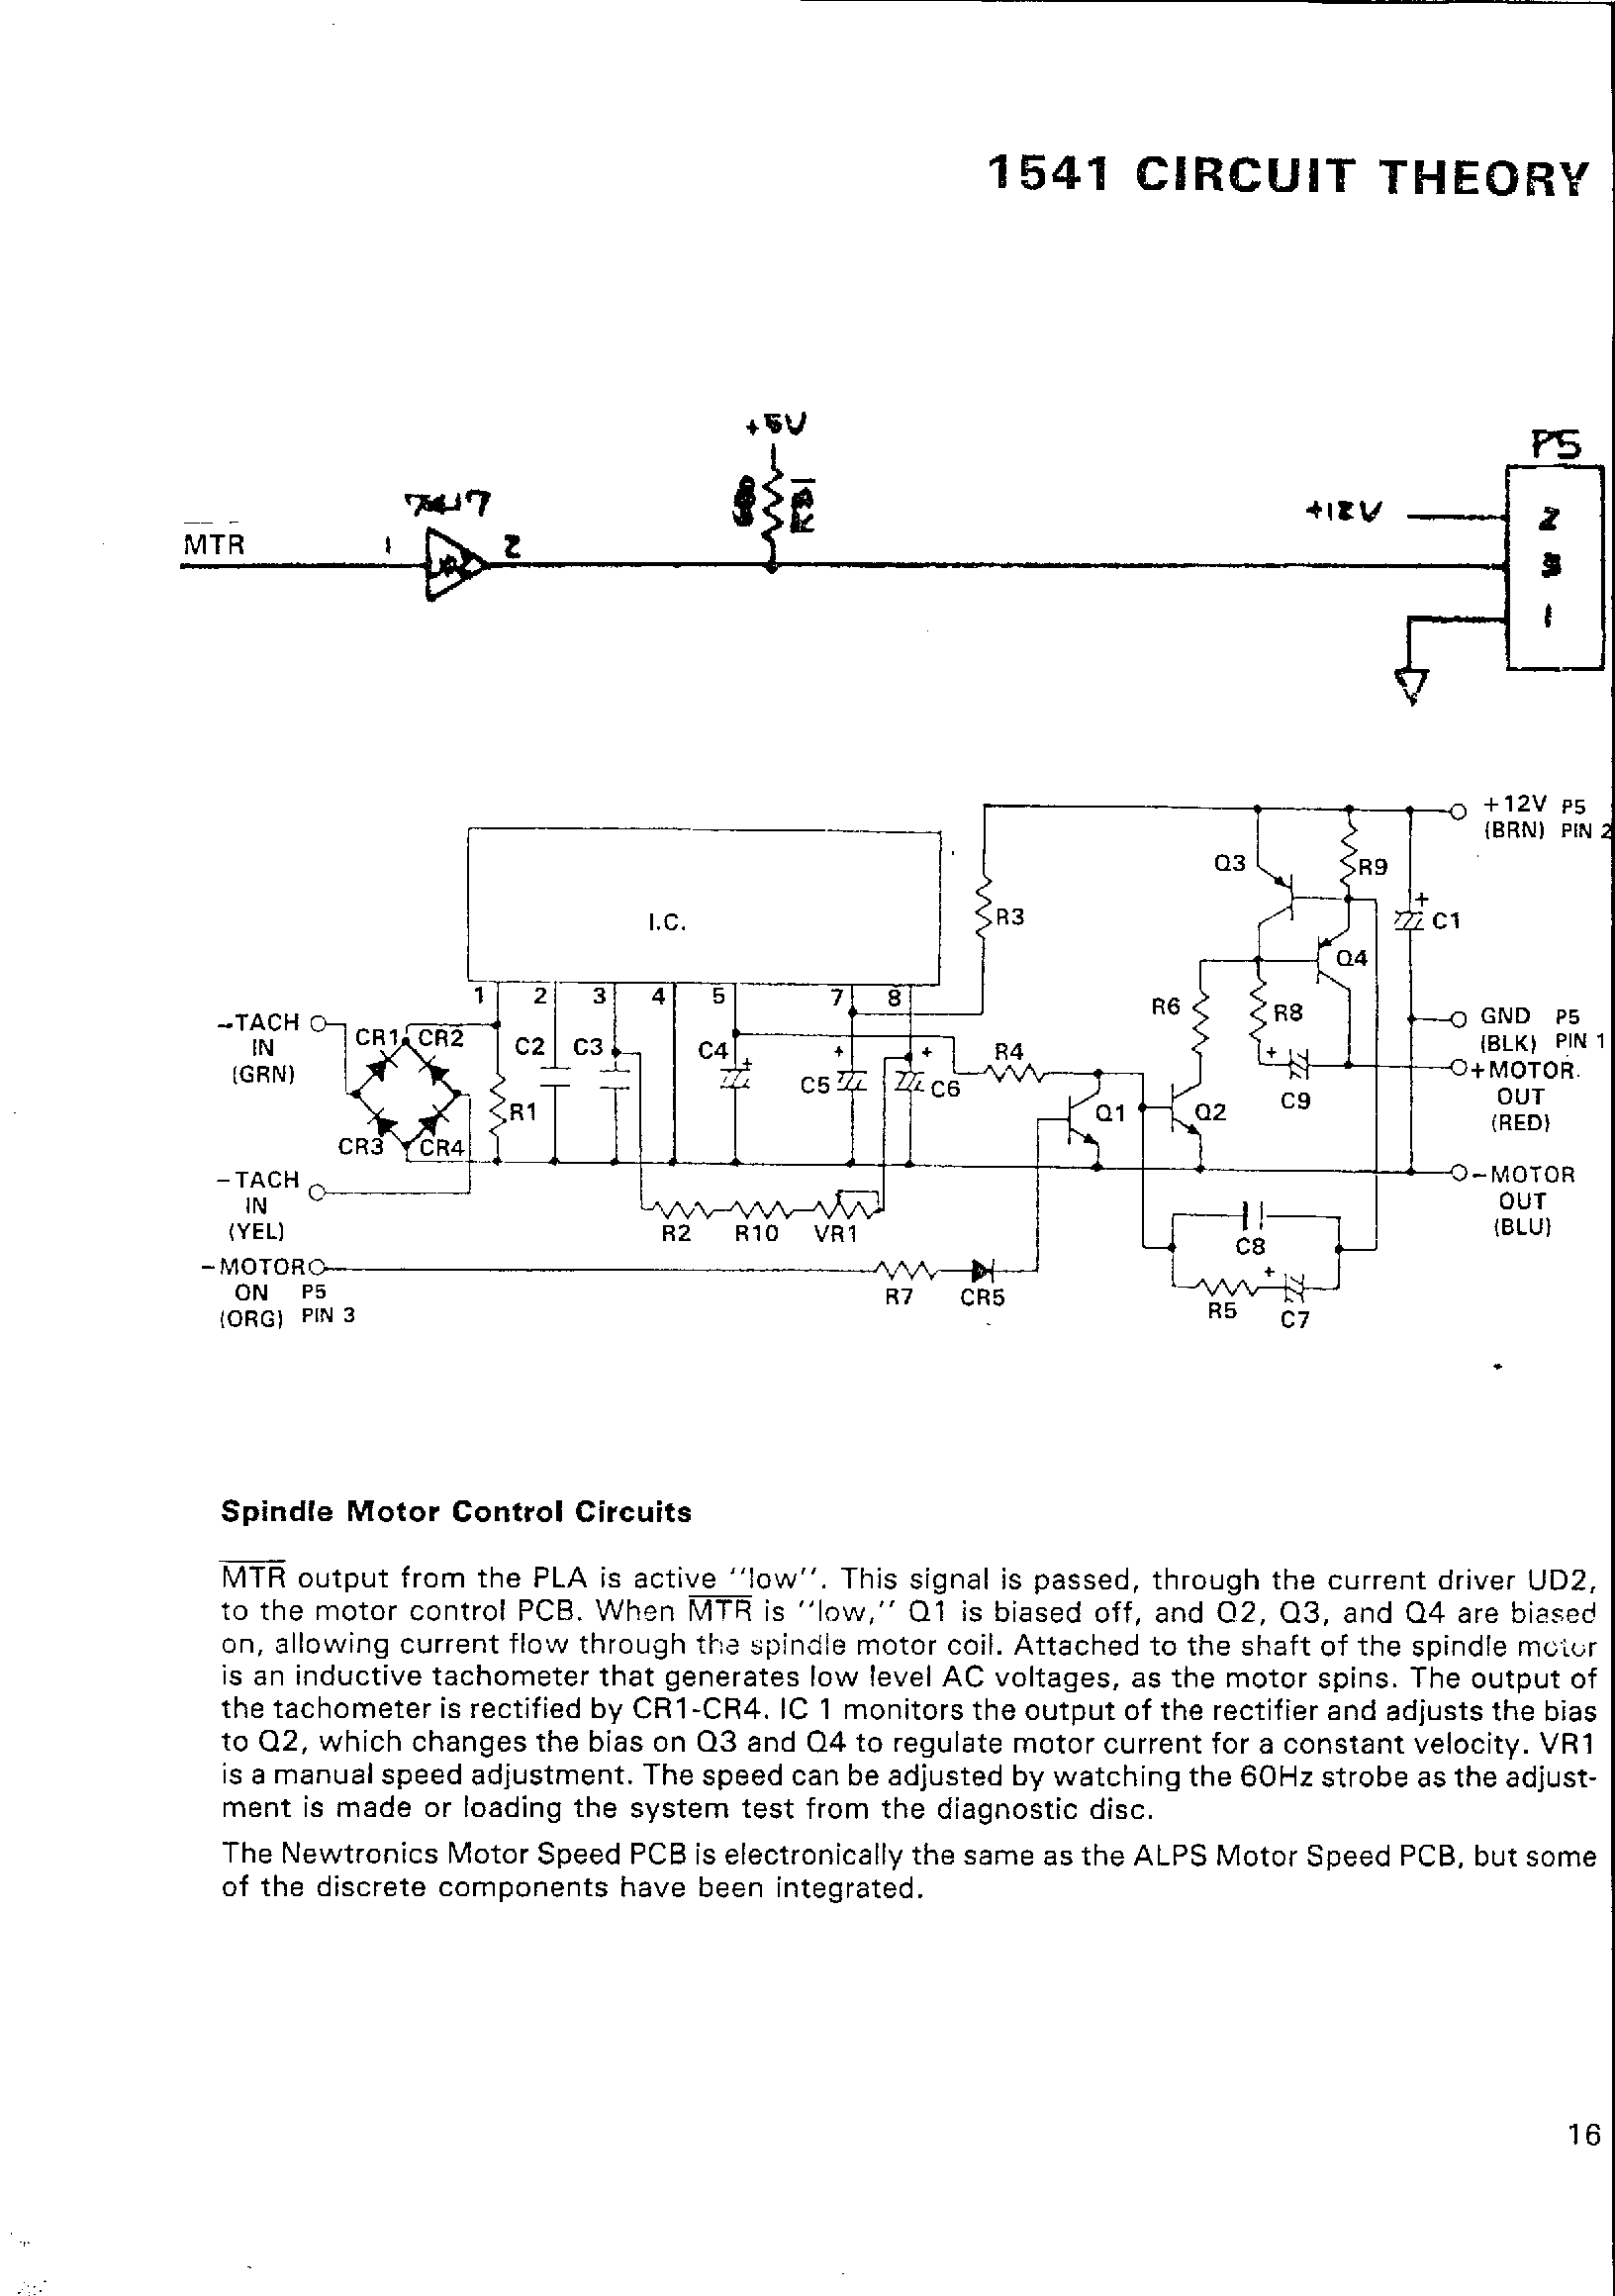 1541 CIRCUIT THEORY
+5V
P5
7417
+12V
2
MTR
1
2
3
1
+12V P5
(BRN) PIN 2
Q3
R9
I.C.
R3
C1
Q4
1 2 3 4 5 7 8
R6
R8
GND P5
(BLK) PIN 1
-TACH
IN
(GRN)
CR1 CR2
C2 C3
C4 +
+ +
R4
C5
C6
+
+MOTOR
OUT
(RED)
R1
Q1
Q2
C9
CR3 CR4
-TACH
IN
(YEL)
-MOTOR
OUT
(BLU)
R2 R10 VR1
C8
-MOTOR
ON P5
(ORG) PIN 3
R7 CR5
+
R5 C7
Spindle Motor Control Circuits
MTR output from the PLA is active "low". This signal is passed, through the current driver UD2,
to the motor control PCB. When MTR is "low," Q1 is biased off, and Q2, Q3, and Q4 are biased
on, allowing current flow through the spindle motor coil. Attached to the shaft of the spindle motor
is an inductive tachometer that generates low level AC voltages, as the motor spins. The output of
the tachometer is rectified by CR1-CR4. IC 1 monitors the output of the rectifier and adjusts the bias
to Q2, which changes the bias on Q3 and Q4 to regulate motor current for a constant velocity. VR1
is a manual speed adjustment. The speed can be adjusted by watching the 60Hz strobe as the adjust-
ment is made or loading the system test from the diagnostic disc.
The Newtronics Motor Speed PCB is electronically the same as the ALPS Motor Speed PCB, but some
of the discrete components have been integrated.
16